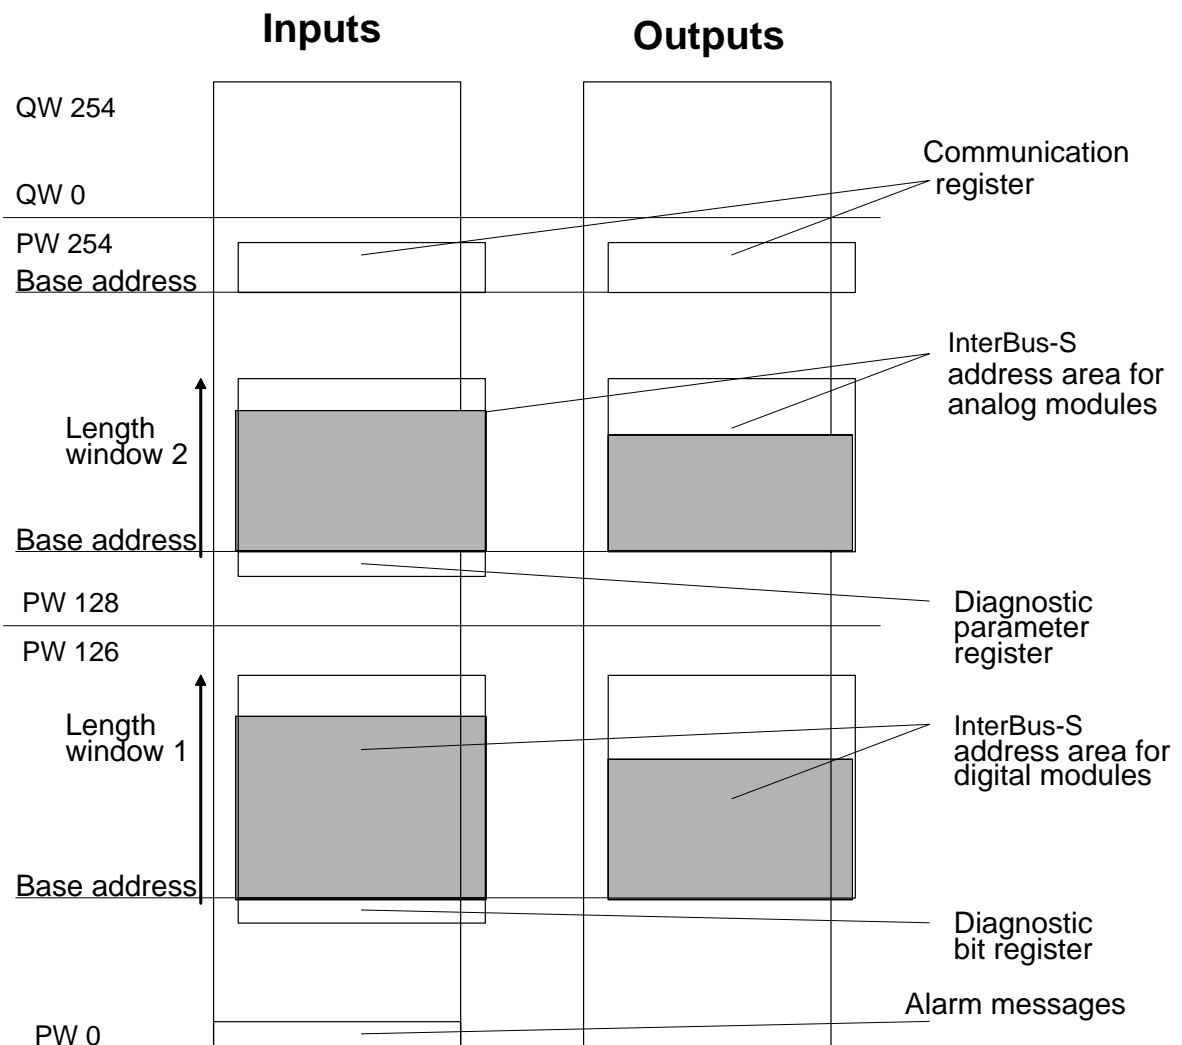 Inputs
Outputs
QW 254
Communication
register
QW 0
PW 254
Base address
InterBus-S
address area for
analog modules
Length
window 2
Base address
PW 128
Diagnostic
parameter
register
PW 126
Length
window 1
InterBus-S
address area for
digital modules
Base address
Diagnostic
bit register
Alarm messages
PW 0